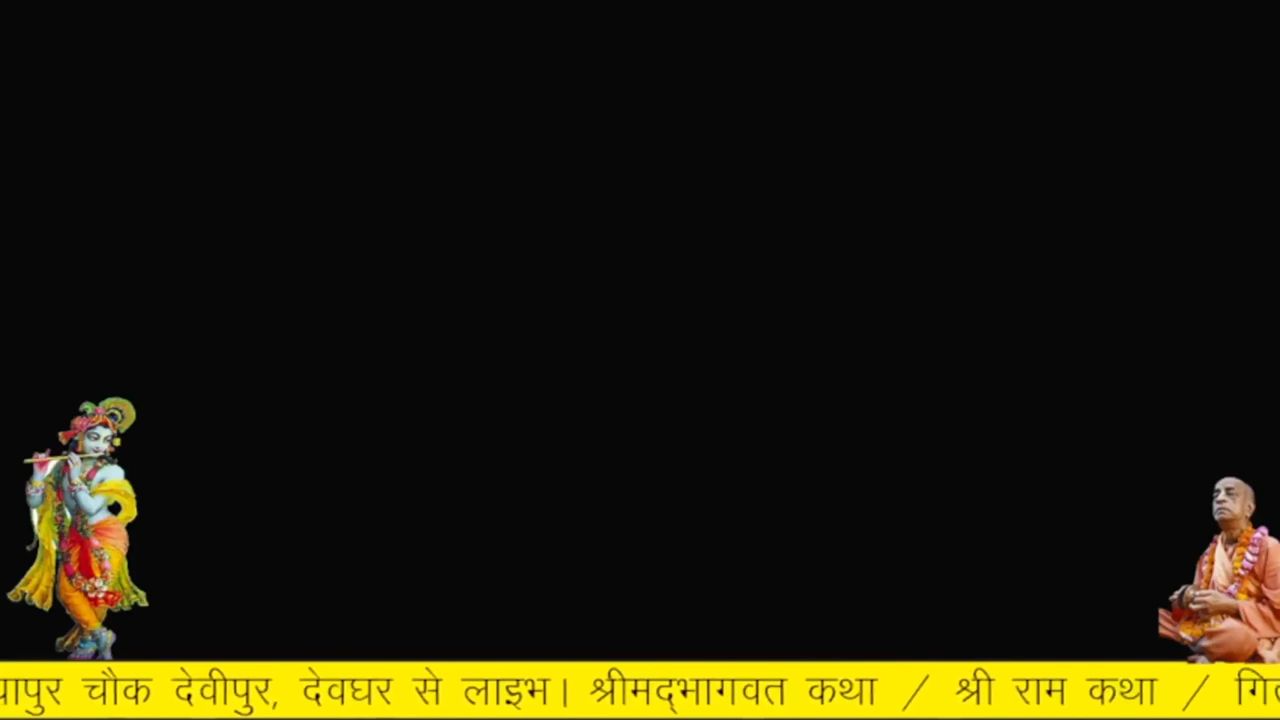 यापुर चौक देवीपुर, देवघर से लाइभ। श्रीमद्भागवत कथा / श्री राम कथा /